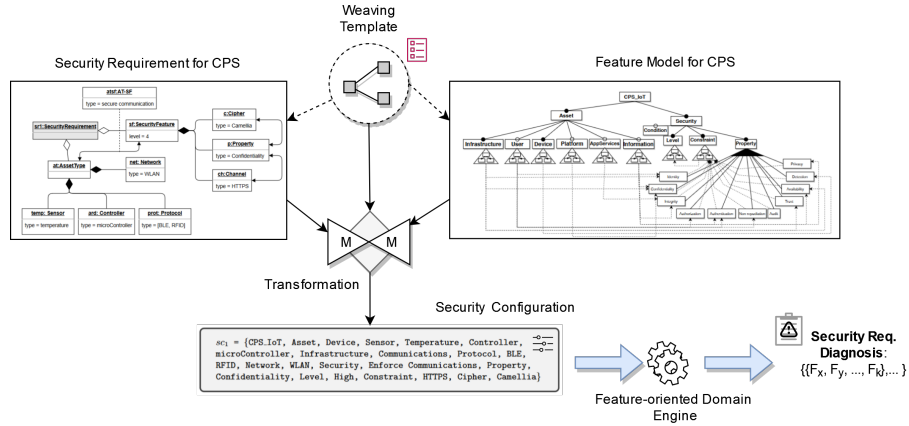 Weaving
Template
Security Requirement for CPS
Feature Model for CPS
atsf:AT-SF
type = secure communication
sr1:SecurityRequirement
sf:SecurityFeature
level = 4
c:Cipher
type = Camellia
p:Property
type = Confidentiality
ch:Channel
type = HTTPS
at:AssetType
net: Network
type = WLAN
temp: Sensor
type = temperature
ard: Controller
type = microController
prot: Protocol
type = [BLE, RFID]
CPS_IoT
Asset
Security
Condition
Infrastructure
User
Device
Platform
AppServices
Information
Level
Constraint
Property
Identity
Confidentiality
Integrity
Authorisation
Authentication
Non-repudiation
Audit
Privacy
Availability
Trust
M
M
Transformation
Security Configuration
sc1 = {CPS_IoT, Asset, Device, Sensor, Temperature, Controller,
microController, Infrastructure, Communications, Protocol, BLE,
RFID, Network, WLAN, Security, Enforce Communications, Property,
Confidentiality, Level, High, Constraint, HTTPS, Cipher, Camellia}
Feature-oriented Domain
Engine
Security Req.
Diagnosis:
{{Fx, Fy, ..., Fk},... }